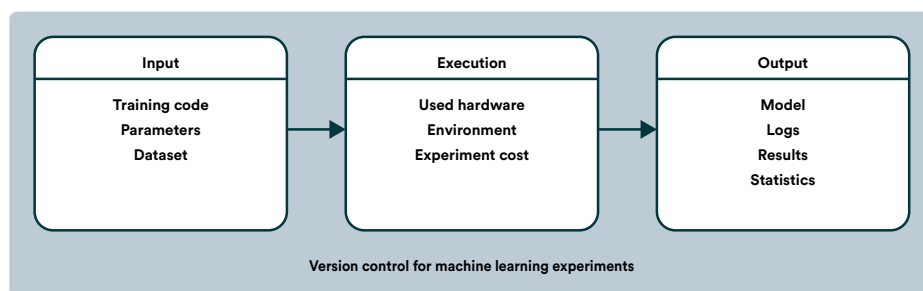 Input
Training code
Parameters
Dataset
Execution
Used hardware
Environment
Experiment cost
Output
Model
Logs
Results
Statistics
Version control for machine learning experiments